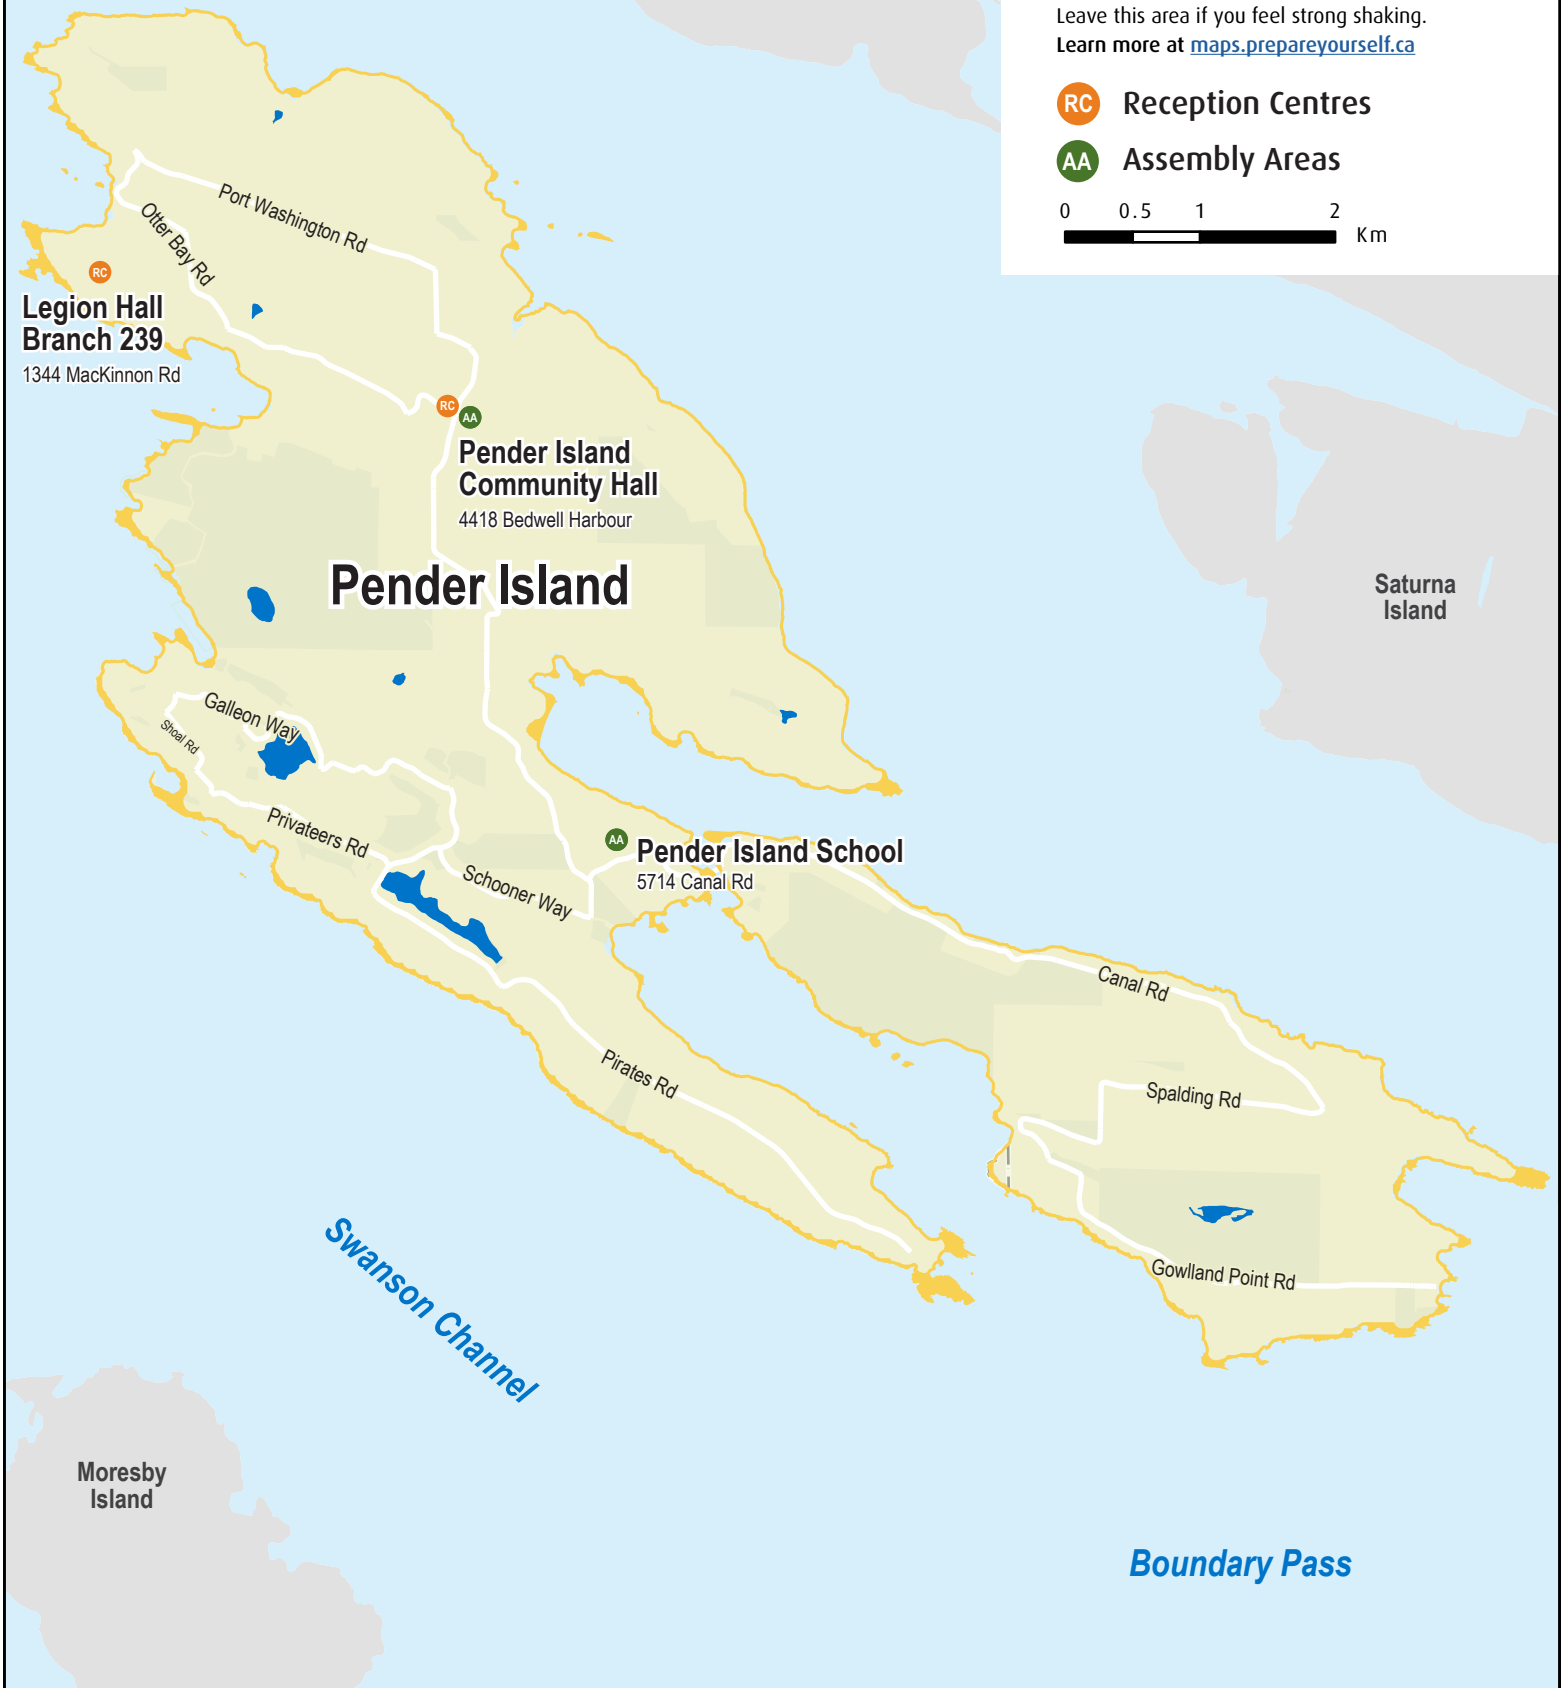 Leave this area if you feel strong shaking.
Learn more at maps.prepareyourself.ca
RC Reception Centres
AA Assembly Areas
0 0.5 1 2
Km
Port Washington Rd
Otter Bay Rd
RC
Legion Hall
Branch 239
1344 MacKinnon Rd
RC
AA
Pender Island
Community Hall
4418 Bedwell Harbour
Pender Island
Saturna
Island
Galleon Way
Shoal Rd
Privateers Rd
Schooner Way
AA
Pender Island School
5714 Canal Rd
Canal Rd
Pirates Rd
Spalding Rd
Gowlland Point Rd
Swanson Channel
Moresby
Island
Boundary Pass